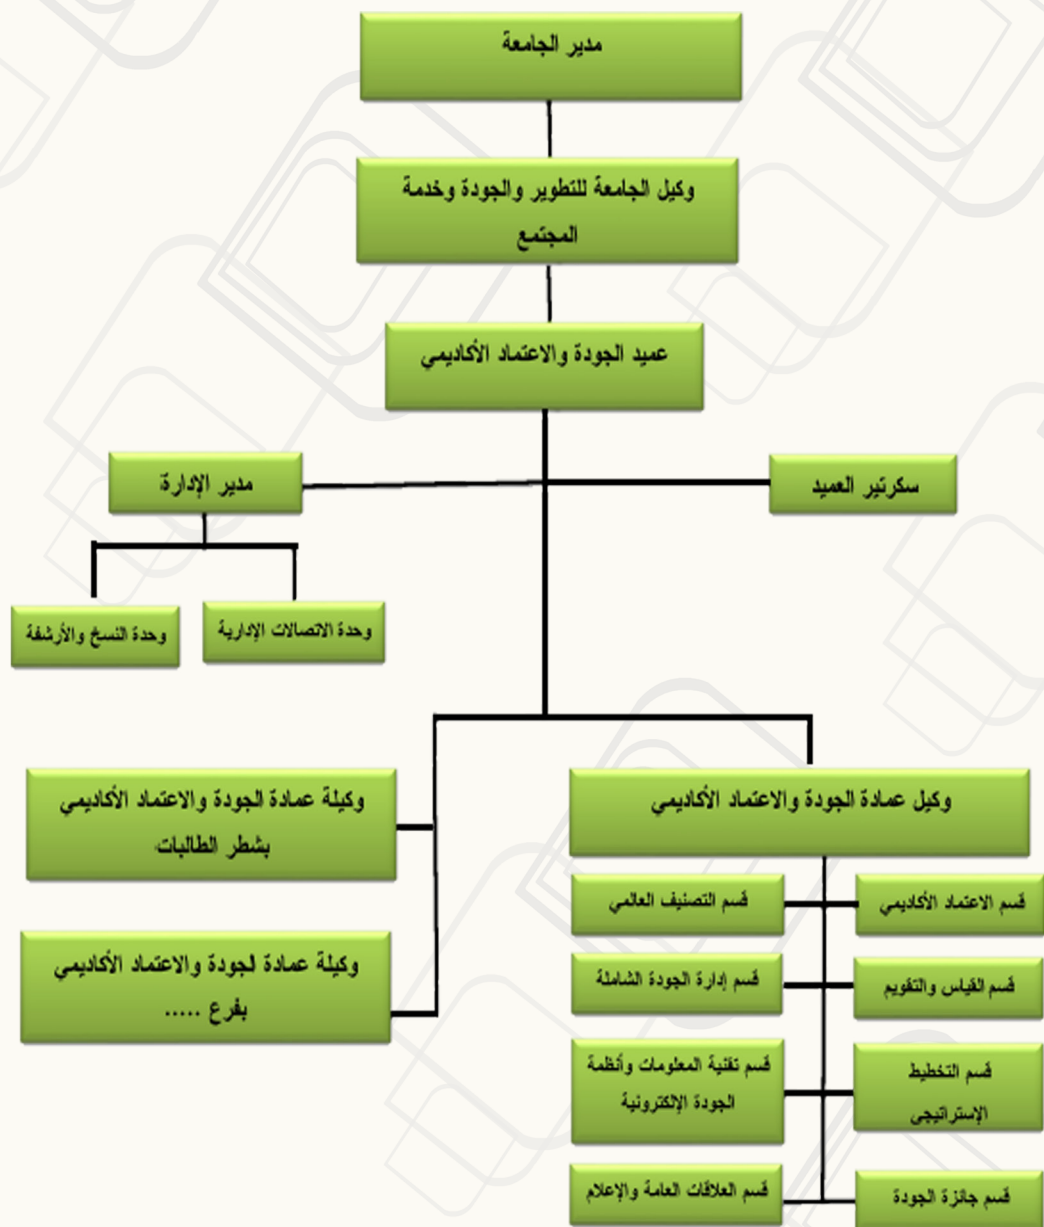 مدير الجامعة
وكيل الجامعة للتطوير والجودة وخدمة
المجتمع
عميد الجودة والاعتماد الأكاديمي
سكرتير العميد
مدير الإدارة
وحدة الاتصالات الإدارية
وحدة النسخ والأرشفة
وكيل عمادة الجودة والاعتماد الأكاديمي
وكيلة عمادة الجودة والاعتماد الأكاديمي
بشطر الطالبات
قسم الاعتماد الأكاديمي
قسم التصنيف العالمي
وكيلة عمادة لجودة والاعتماد الأكاديمي
بفرع .....
قسم القياس والتقويم
قسم إدارة الجودة الشاملة
قسم التخطيط
الإستراتيجى
قسم تقنية المعلومات وأنظمة
الجودة الإلكترونية
قسم جائزة الجودة
قسم العلاقات العامة والإعلام